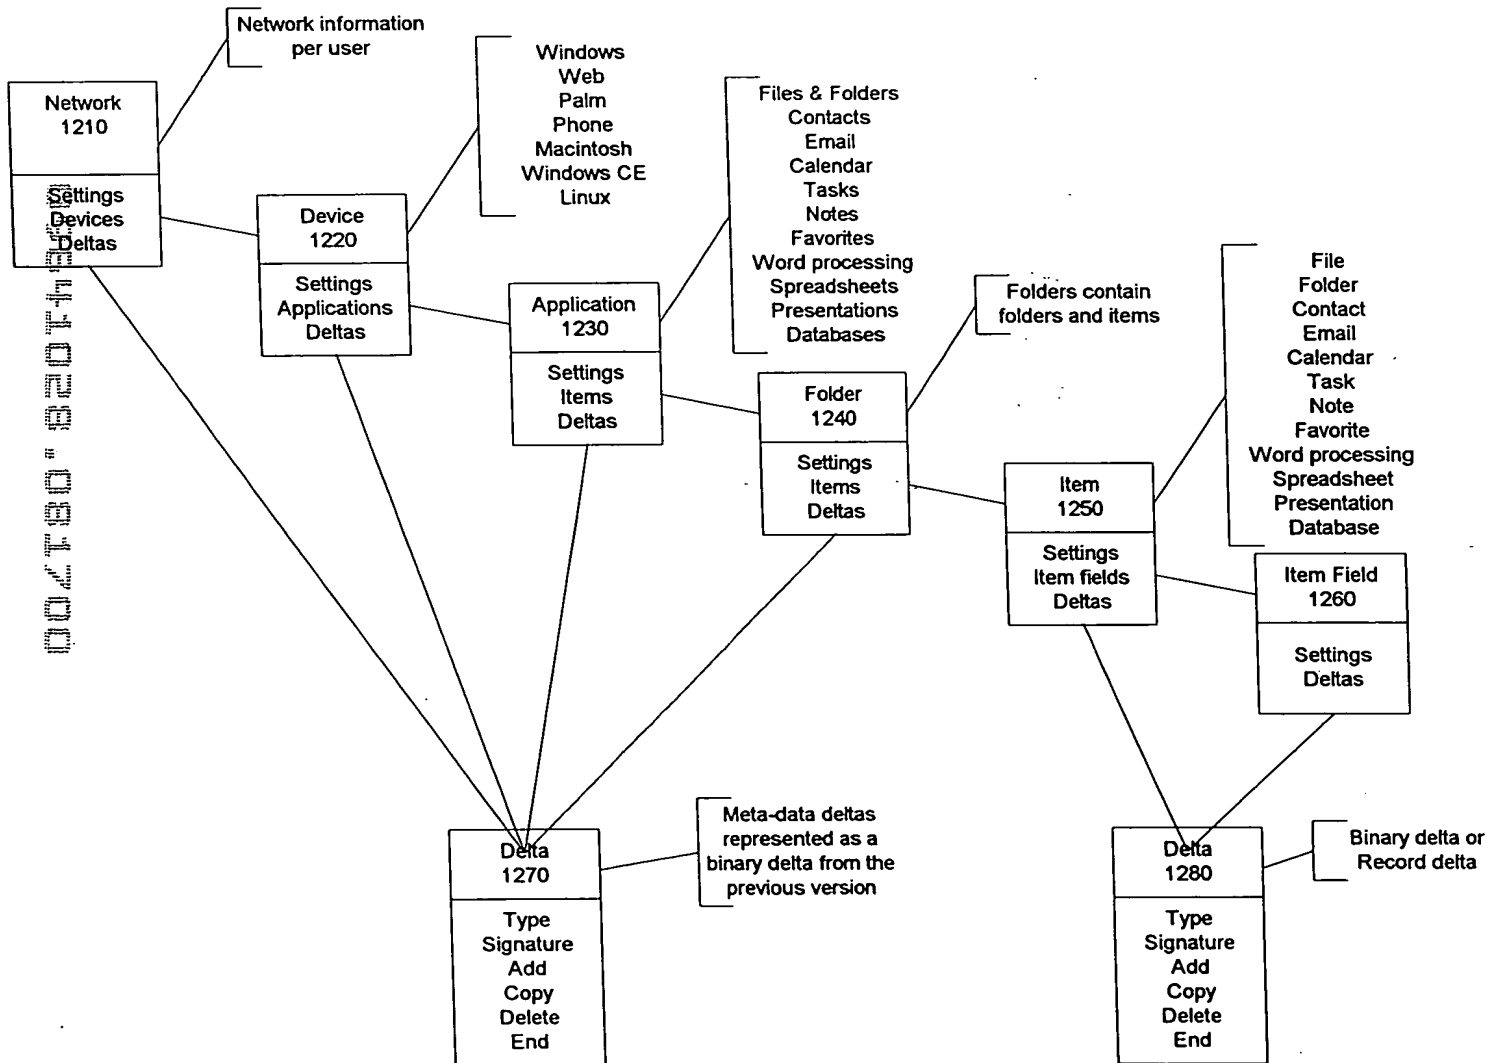 Network information
per user
Network
1210
Settings
Devices
Deltas
Windows
Web
Palm
Phone
Macintosh
Windows CE
Linux
Device
1220
Settings
Applications
Deltas
Files & Folders
Contacts
Email
Calendar
Tasks
Notes
Favorites
Word processing
Spreadsheets
Presentations
Databases
Application
1230
Settings
Items
Deltas
Folders contain
folders and items
Folder
1240
Settings
Items
Deltas
File
Folder
Contact
Email
Calendar
Task
Note
Favorite
Word processing
Spreadsheet
Presentation
Database
Item
1250
Settings
Item fields
Deltas
Item Field
1260
Settings
Deltas
Meta-data deltas
represented as a
binary delta from the
previous version
Delta
1270
Type
Signature
Add
Copy
Delete
End
Binary delta or
Record delta
Delta
1280
Type
Signature
Add
Copy
Delete
End